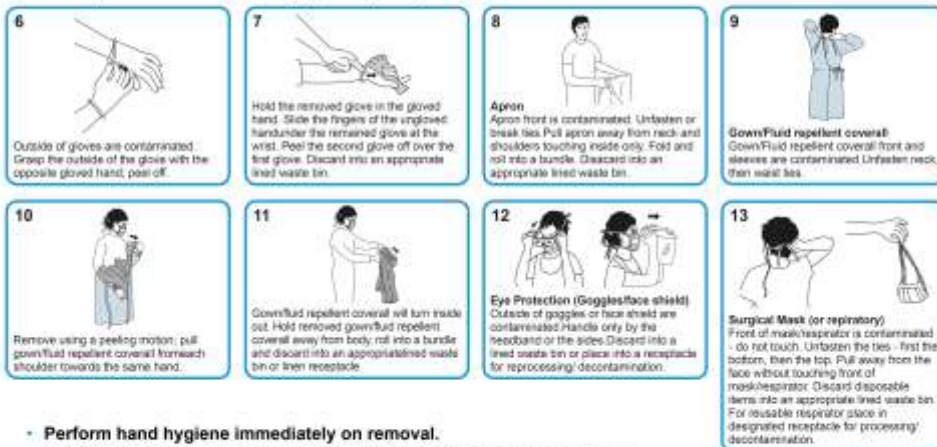 6
Outside of gloves are contaminated.
Grasp the outside of the glove with the
opposite gloved hand, peel off.
7
Hold the removed glove in the gloved
hand. Slide the fingers of the ungloved
handunder the remained glove at the
wrist. Peel the second glove off over the
first glove. Discard into an appropriate
lined waste bin.
8
Apron
Apron front is contaminated. Unfasten or
break ties. Pull apron away from neck and
shoulders touching inside only. Fold and
roll into a bundle. Disacard into an
appropriate lined waste bin.
9
Gown/Fluid repellent coverall
Gown/Fluid repellent coverall front and
sleeves are contaminated.Unfasten neck,
then waist ties.
10
Remove using a peeling motion; pull
gown/fluid repellent coverall fromeach
shoulder towards the same hand.
11
Gown/fluid repellent coverall will turn inside
out. Hold removed gown/fluid repellent
coverall away from body, roll into a bundle
and discard into an appropriatelined waste
bin or linen receptacle
12
Eye Protection (Goggles/face shield)
Outside of goggles or face shield are
contaminated.Handle only by the
headband or the sides.Discard into a
lined waste bin or place into a receptacle
for reprocessing/ decontamination.
13
Surgical Mask (or repiratory)
Front of mask/respirator is contaminated
- do not touch. Unfasten the ties - first the
bottom, then the top. Pull away from the
face without touching front of
mask/respirator. Discard disposable
items into an appropriate lined waste bin.
For reusable respirator place in
designated receptacle for processing/
decontamination.
• Perform hand hygiene immediately on removal.